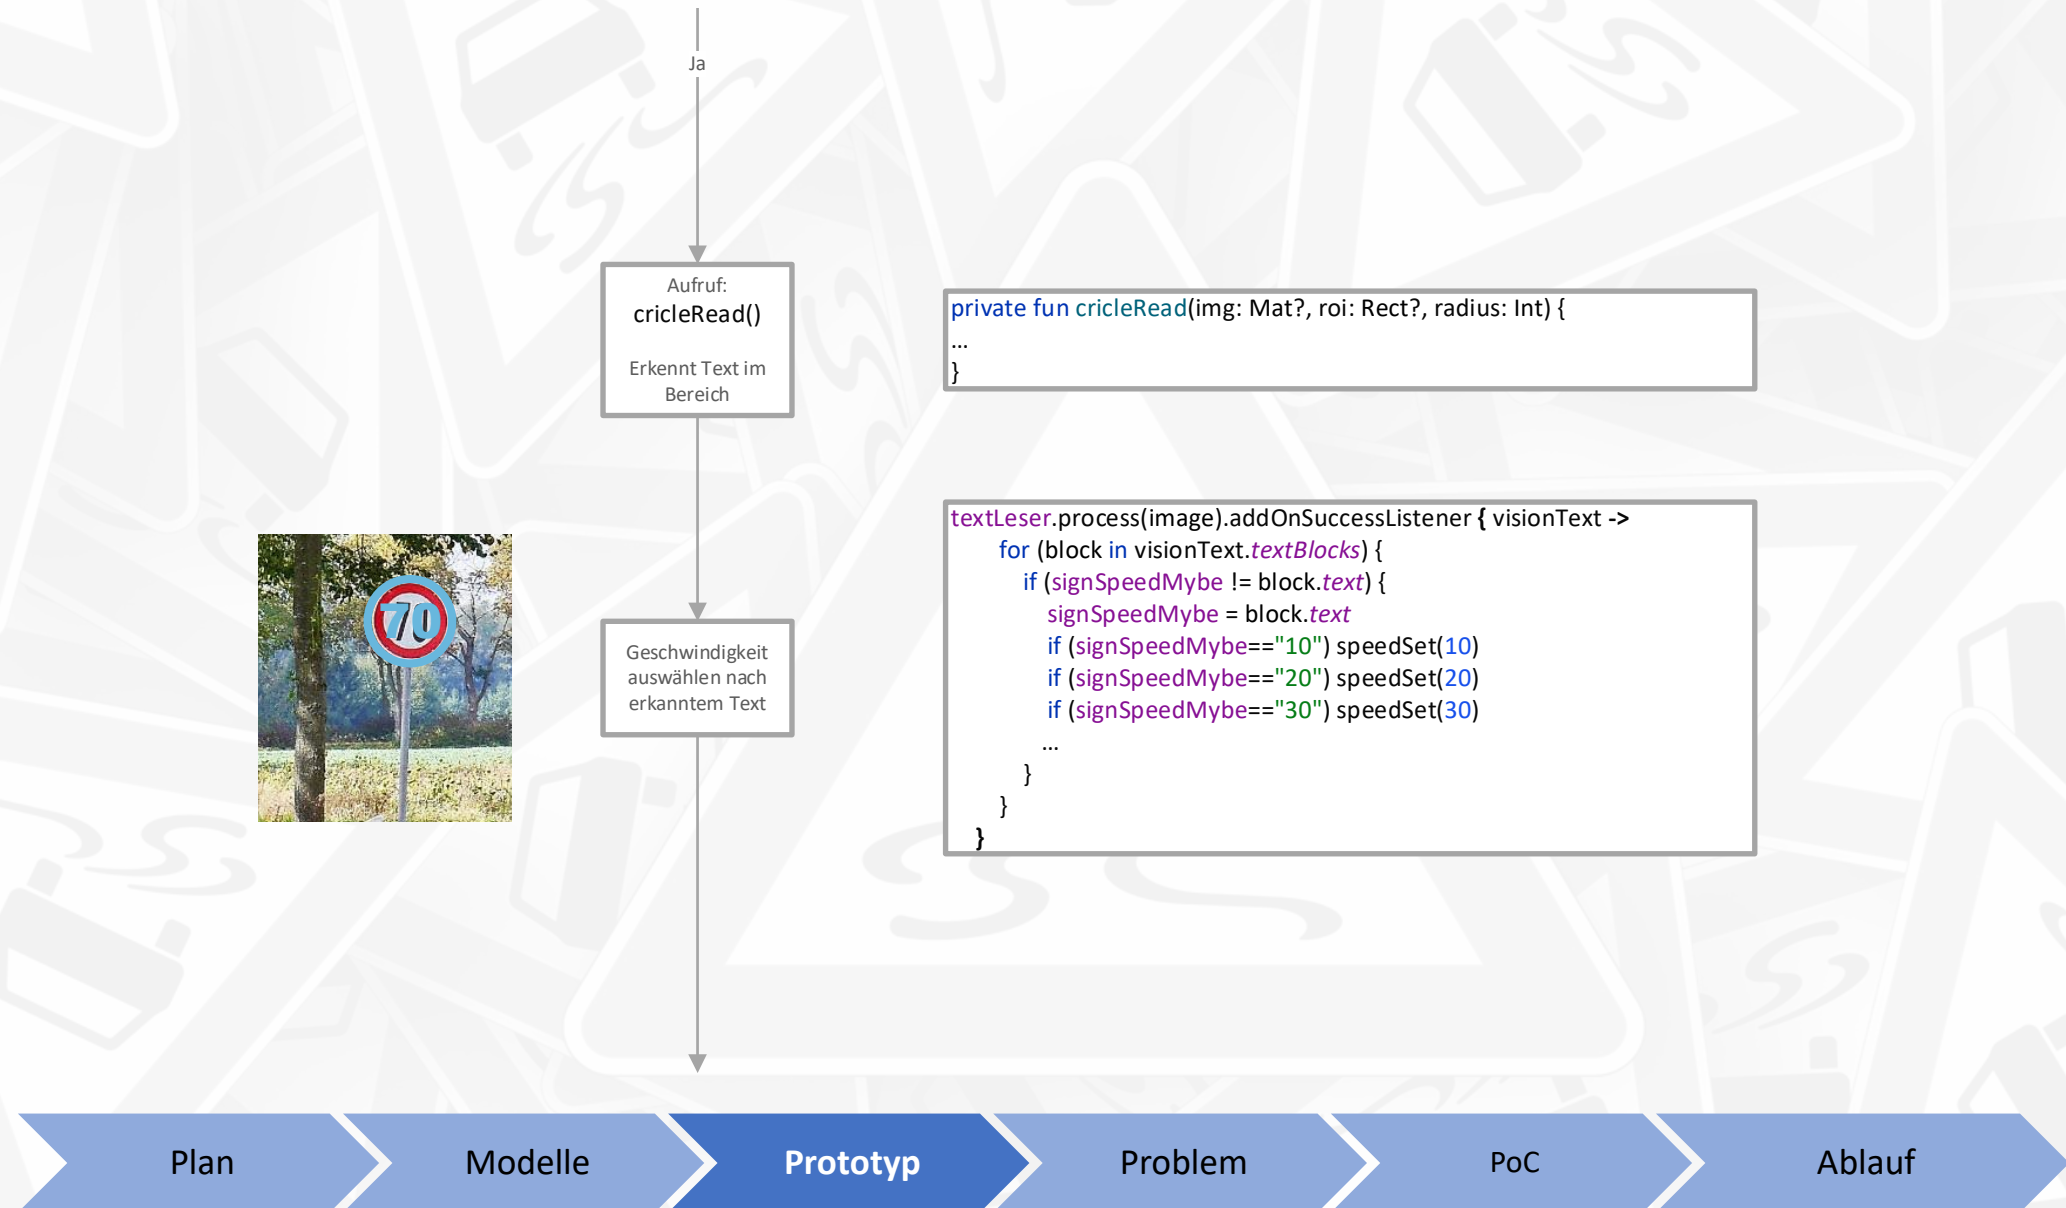 Ja
Aufruf:
cricleRead()
Erkennt Text im
Bereich
private fun cricleRead(img: Mat?, roi: Rect?, radius: Int) {
...
}
70
Geschwindigkeit
auswählen nach
erkanntem Text
textLeser.process(image).addOnSuccessListener { visionText ->
for (block in visionText.textBlocks) {
if (signSpeedMybe != block.text) {
signSpeedMybe = block.text
if (signSpeedMybe=="10") speedSet(10)
if (signSpeedMybe=="20") speedSet(20)
if (signSpeedMybe=="30") speedSet(30)
...
}
}
}
Plan
Modelle
Prototyp
Problem
PoC
Ablauf